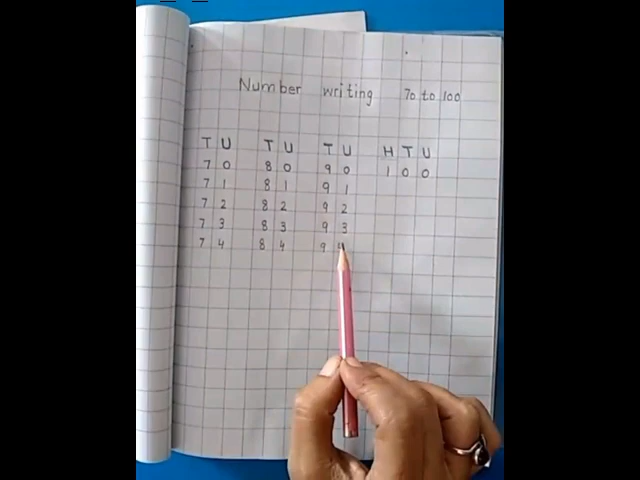 Number writing 70 to 100
T U T U T U H T U
7 0 8 0 9 0 1 0 0
7 1 8 1 9 1
7 2 8 2 9 2
7 3 8 3 9 3
7 4 8 4 9 4